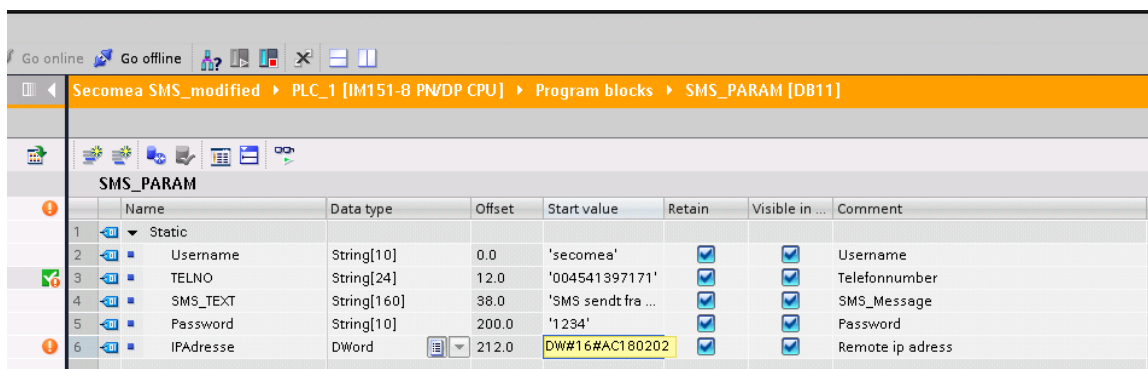 Go online Go offline
Secomea SMS_modified PLC_1 [IM151-8 PN/DP CPU] Program blocks SMS_PARAM [DB11]
SMS_PARAM
Name Data type Offset Start value Retain Visible in ... Comment
1 Static
2 Username String[10] 0.0 'secomea' Username
3 TELNO String[24] 12.0 '004541397171' Telefonnumber
4 SMS_TEXT String[160] 38.0 'SMS sendt fra ... SMS_Message
5 Password String[10] 200.0 '1234' Password
6 IPAdresse DWord 212.0 DW#16#AC180202 Remote ip adress